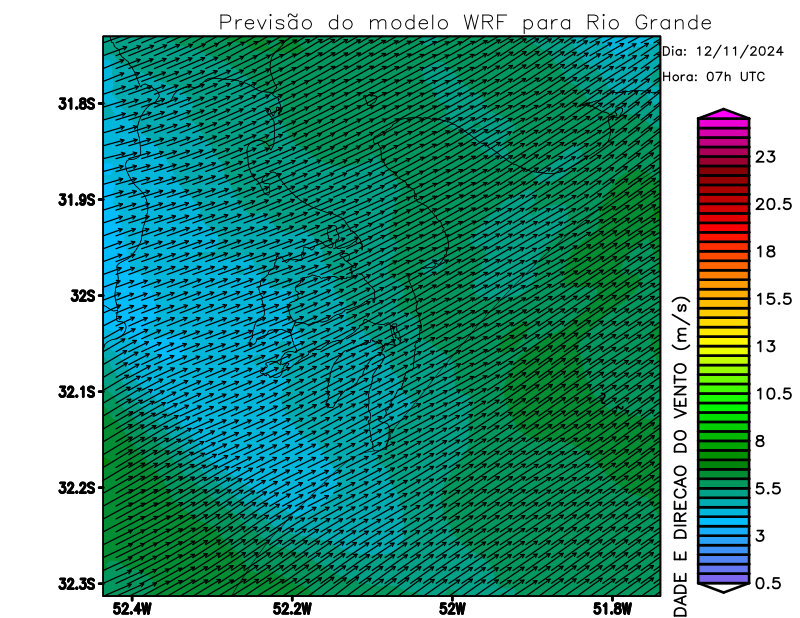 Previsão do modelo WRF para Rio Grande
Dia: 12/11/2024
Hora: 07h UTC
31.8S
31.9S
32S
32.1S
32.2S
32.3S
52.4W
52.2W
52W
51.8W
23
20.5
18
15.5
13
10.5
8
5.5
3
0.5
DADE E DIRECAO DO VENTO (m/s)